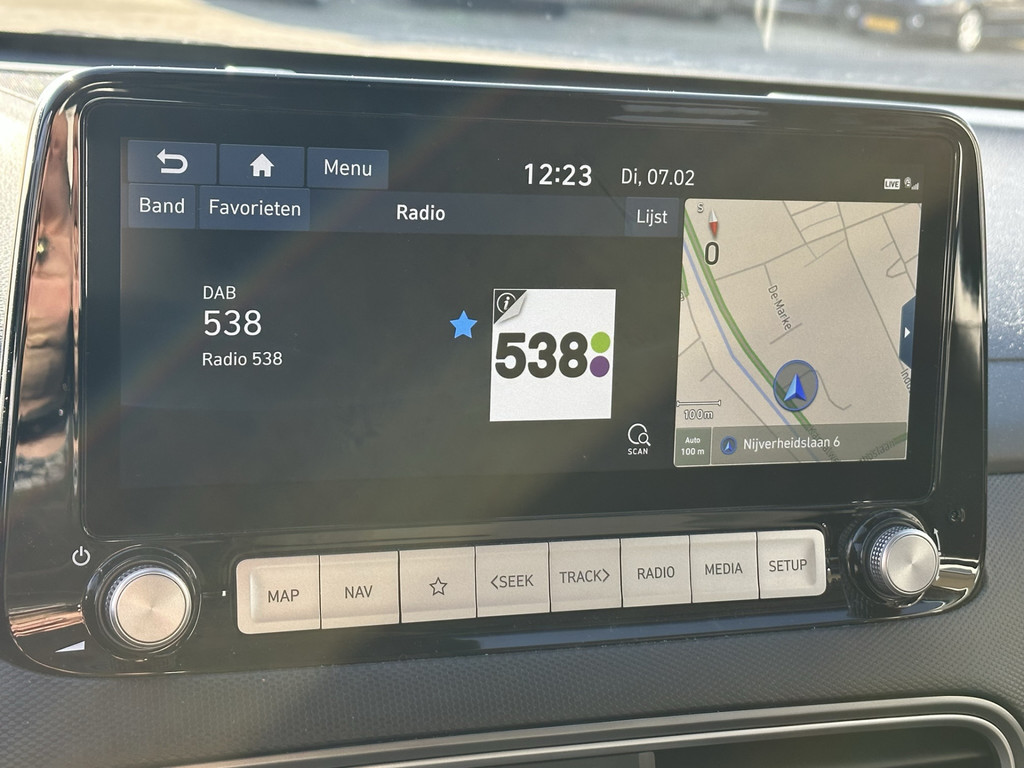 Menu
12:23
Di, 07.02
LIVE
Band
Favorieten
Radio
Lijst
S
0
DAB
538
Radio 538
538
De Marke
100m
SCAN
Auto
100 m
Nijverheidslaan 6
MAP
NAV
<SEEK
TRACK>
RADIO
MEDIA
SETUP